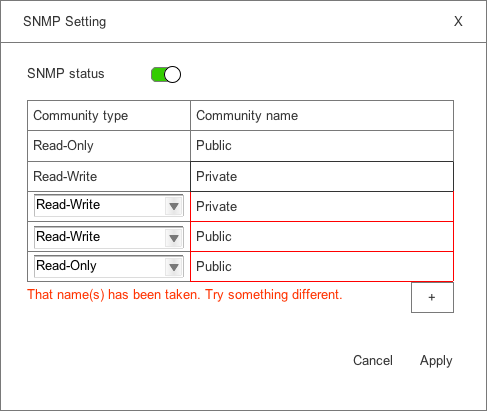 SNMP Setting X
SNMP status
Community type Community name
Read-Only Public
Read-Write Private
Read-Write Private
Read-Write Public
Read-Only Public
That name(s) has been taken. Try something different.
+
Cancel Apply